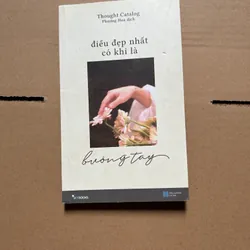 Thought Catalog
Phương Hoa dịch
điều đẹp nhất
có khi là
buông tay